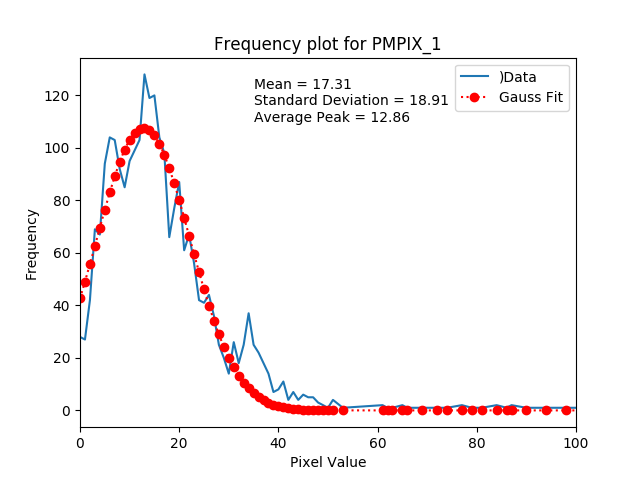 Frequency plot for PMPIX_1
Mean = 17.31
Standard Deviation = 18.91
Average Peak = 12.86
)Data
Gauss Fit
Frequency
120
100
80
60
40
20
0
0 20 40 60 80 100
Pixel Value